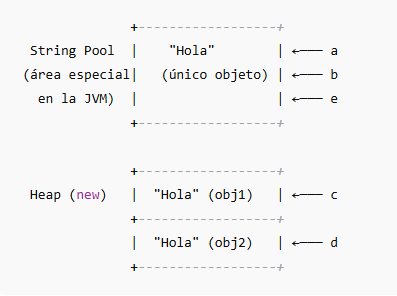 +------------------+
String Pool | "Hola" | ←─── a
(área especial| (único objeto) | ←─── b
en la JVM) | | ←─── e
+------------------+
+------------------+
Heap (new) | "Hola" (obj1) | ←─── c
+------------------+
| "Hola" (obj2) | ←─── d
+------------------+